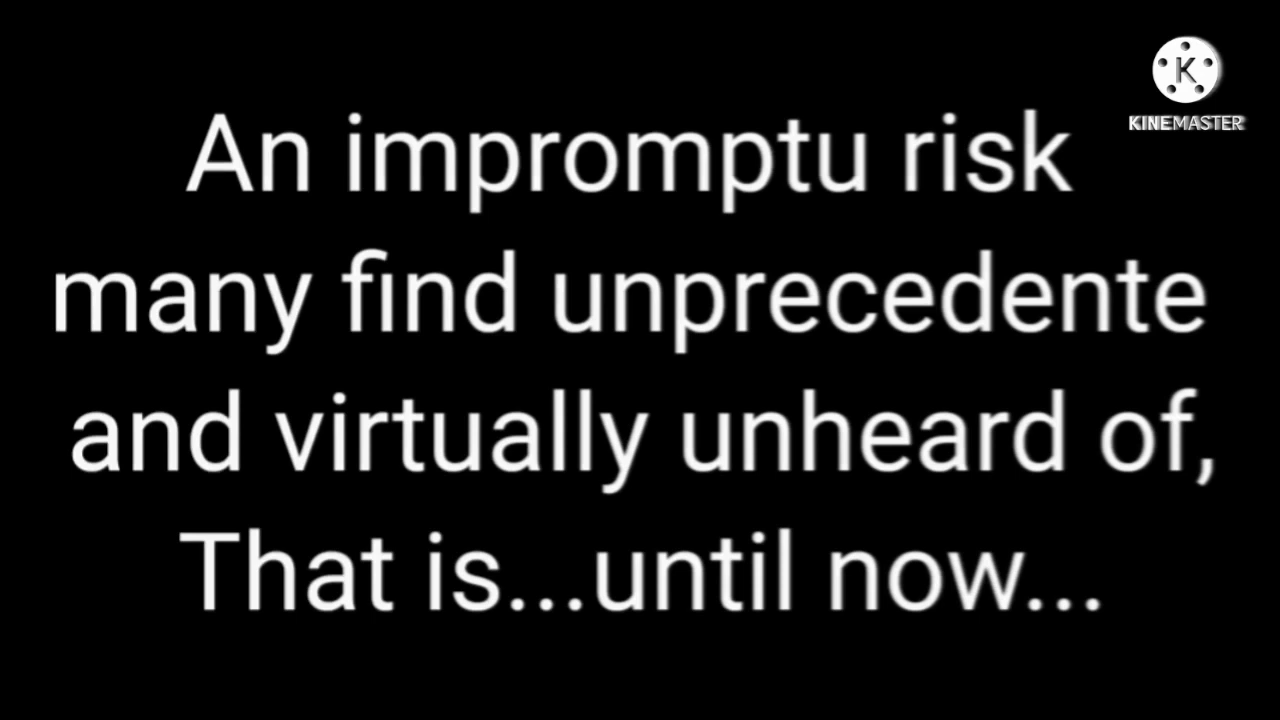 KINEMASTER
An impromptu risk
many find unprecedente
and virtually unheard of,
That is...until now...